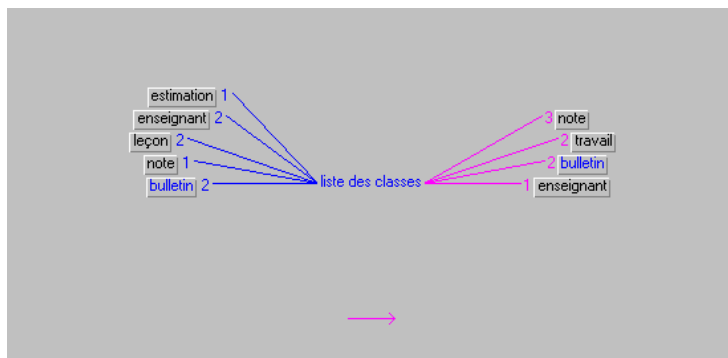 estimation 1
enseignant 2
leçon 2
note 1
bulletin 2
liste des classes
3 note
2 travail
2 bulletin
1 enseignant